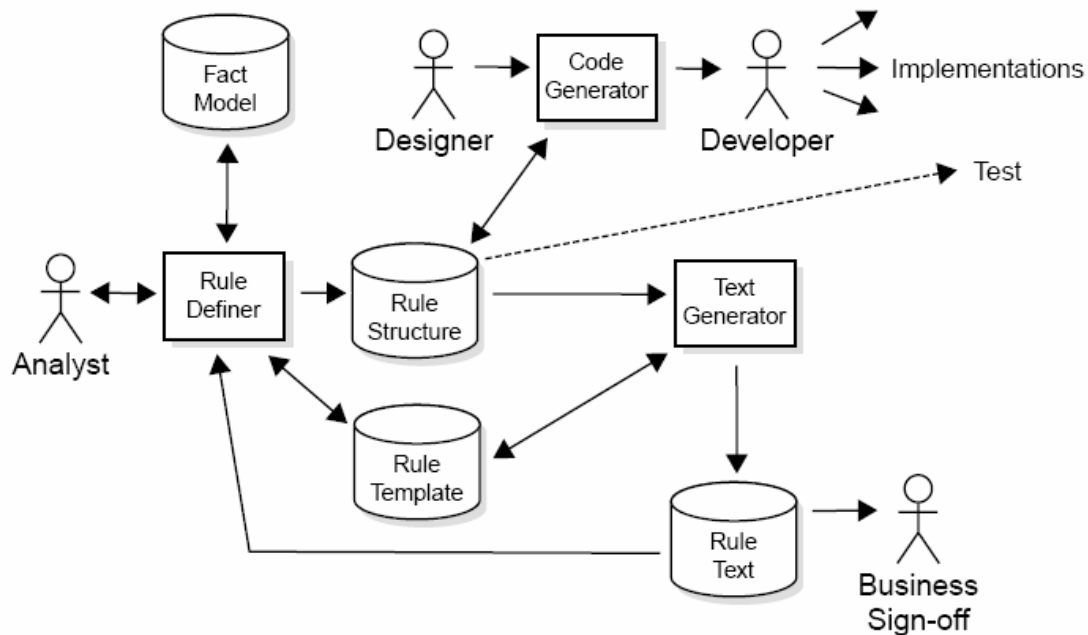 Fact
Model
Designer
Code
Generator
Developer
Implementations
Test
Analyst
Rule
Definer
Rule
Structure
Text
Generator
Rule
Template
Rule
Text
Business
Sign-off